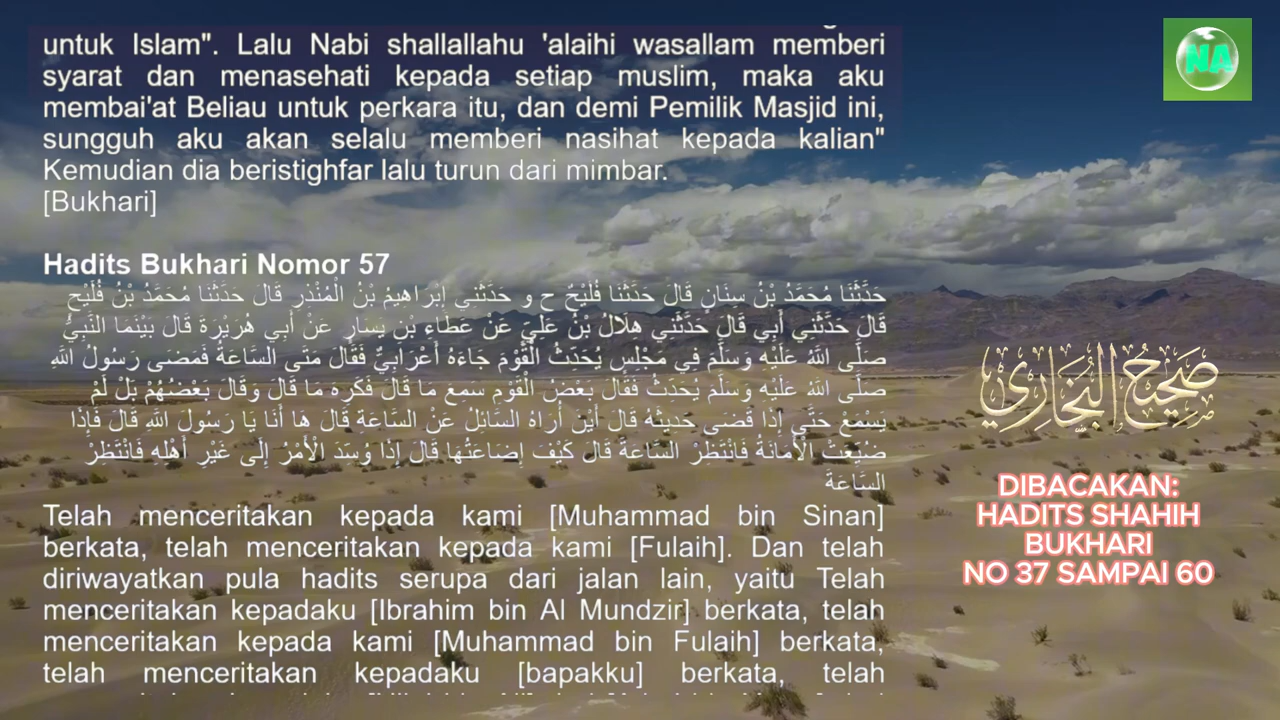 untuk Islam". Lalu Nabi shallallahu 'alaihi wasallam memberi
syarat dan menasehati kepada setiap muslim, maka aku
membai'at Beliau untuk perkara itu, dan demi Pemilik Masjid ini,
sungguh aku akan selalu memberi nasihat kepada kalian"
Kemudian dia beristighfar lalu turun dari mimbar.
[Bukhari]
Hadits Bukhari Nomor 57
حَدَّثَنَا مُحَمَّدُ بْنُ سِنَانٍ قَالَ حَدَّثَنَا فُلَيْحٌ ح و حَدَّثَنِي إِبْرَاهِيمُ بْنُ الْمُنْذِرِ قَالَ حَدَّثَنَا مُحَمَّدُ بْنُ فُلَيْحٍ
قَالَ حَدَّثَنِي أَبِي قَالَ حَدَّثَنِي هِلَالُ بْنُ عَلِيٍّ عَنْ عَطَاءِ بْنِ يَسَارٍ عَنْ أَبِي هُرَيْرَةَ قَالَ بَيْنَمَا النَّبِيُّ
صَلَّى اللَّهُ عَلَيْهِ وَسَلَّمَ فِي مَجْلِسٍ يُحَدِّثُ الْقَوْمَ جَاءَهُ أَعْرَابِيٌّ فَقَالَ مَتَى السَّاعَةُ فَمَضَى رَسُولُ اللَّهِ
صَلَّى اللَّهُ عَلَيْهِ وَسَلَّمَ يُحَدِّثُ فَقَالَ بَعْضُ الْقَوْمِ سَمِعَ مَا قَالَ فَكَرِهَ مَا قَالَ وَقَالَ بَعْضُهُمْ بَلْ لَمْ
يَسْمَعْ حَتَّى إِذَا قَضَى حَدِيثَهُ قَالَ أَيْنَ أُرَاهُ السَّائِلُ عَنْ السَّاعَةِ قَالَ هَا أَنَا يَا رَسُولَ اللَّهِ قَالَ فَإِذَا
ضُيِّعَتْ الْأَمَانَةُ فَانْتَظِرْ السَّاعَةَ قَالَ كَيْفَ إِضَاعَتُهَا قَالَ إِذَا وُسِّدَ الْأَمْرُ إِلَى غَيْرِ أَهْلِهِ فَانْتَظِرْ
السَّاعَةَ
Telah menceritakan kepada kami [Muhammad bin Sinan]
berkata, telah menceritakan kepada kami [Fulaih]. Dan telah
diriwayatkan pula hadits serupa dari jalan lain, yaitu Telah
menceritakan kepadaku [Ibrahim bin Al Mundzir] berkata, telah
menceritakan kepada kami [Muhammad bin Fulaih] berkata,
telah menceritakan kepadaku [bapakku] berkata, telah
NA
صَحِيحُ الْبُخَارِيّ
DIBACAKAN:
HADITS SHAHIH
BUKHARI
NO 37 SAMPAI 60